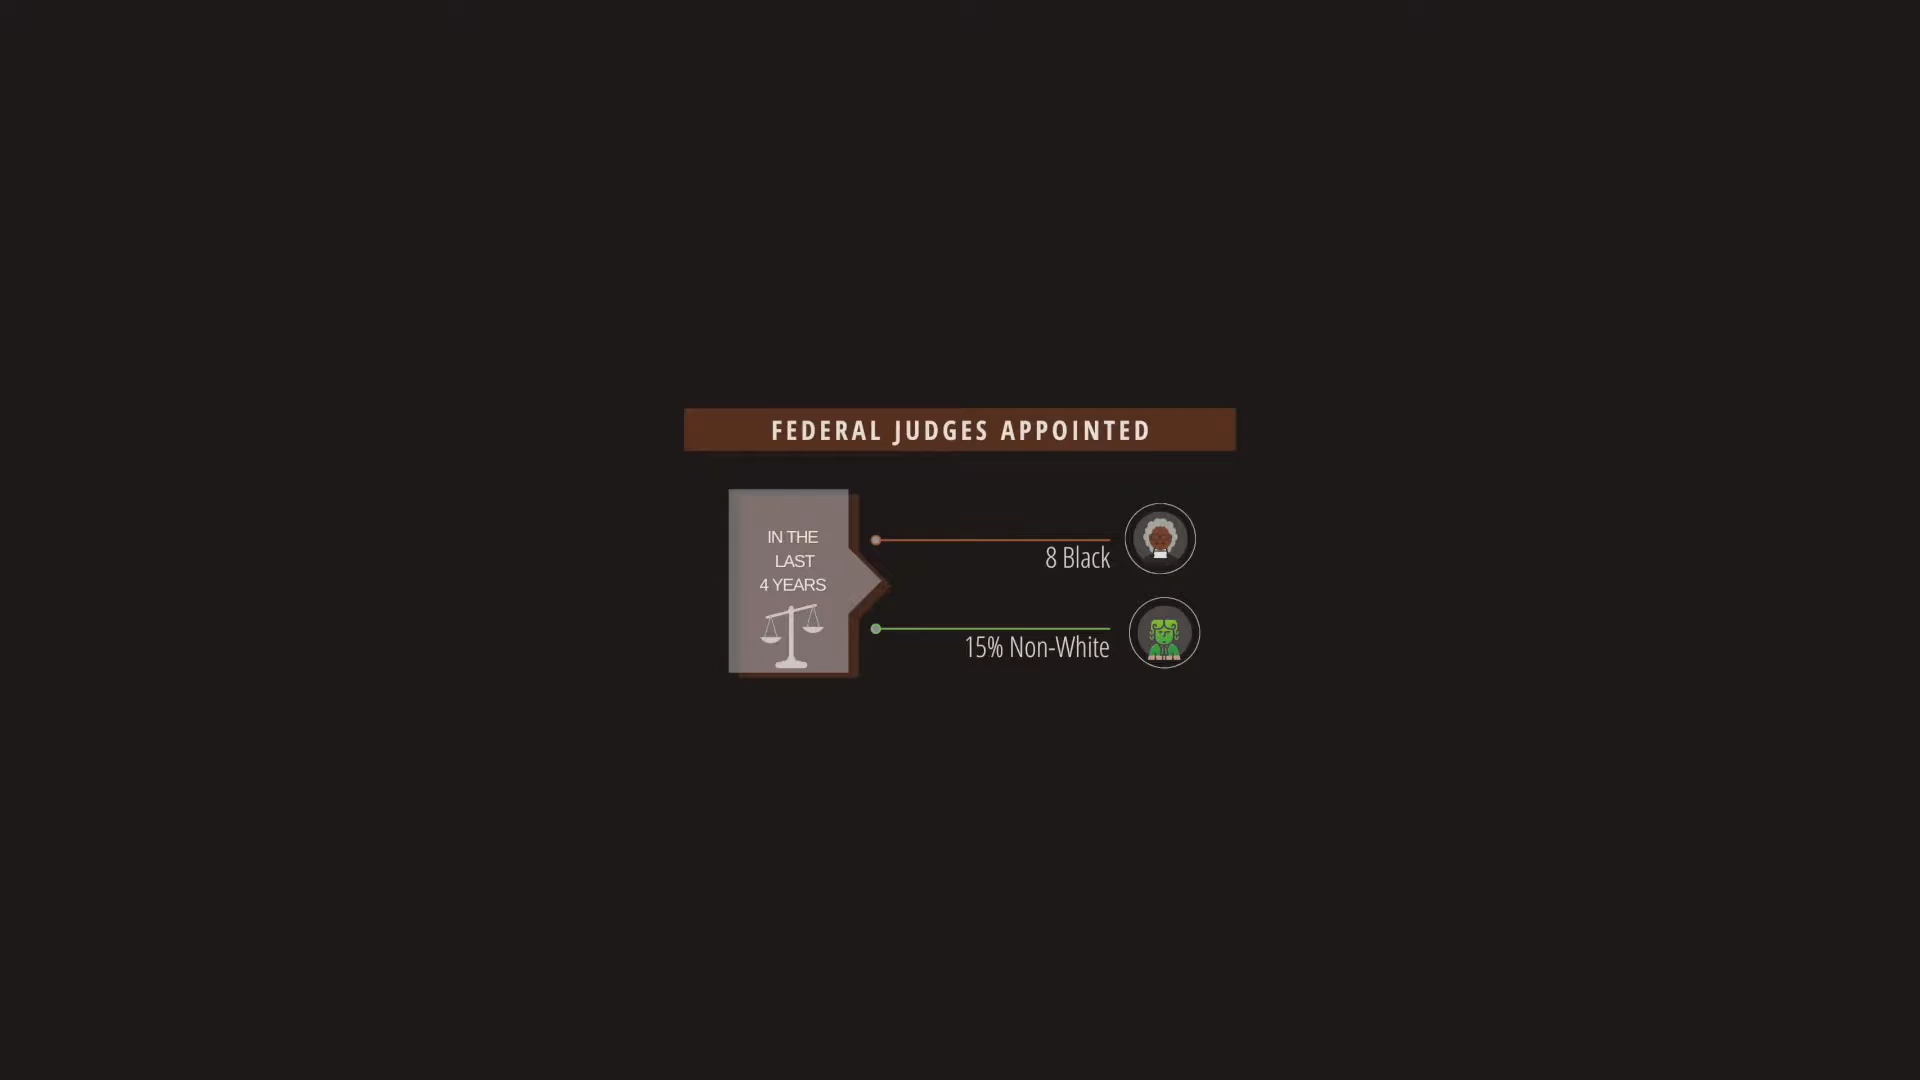 FEDERAL JUDGES APPOINTED
IN THE
LAST
4 YEARS
8 Black
15% Non-White